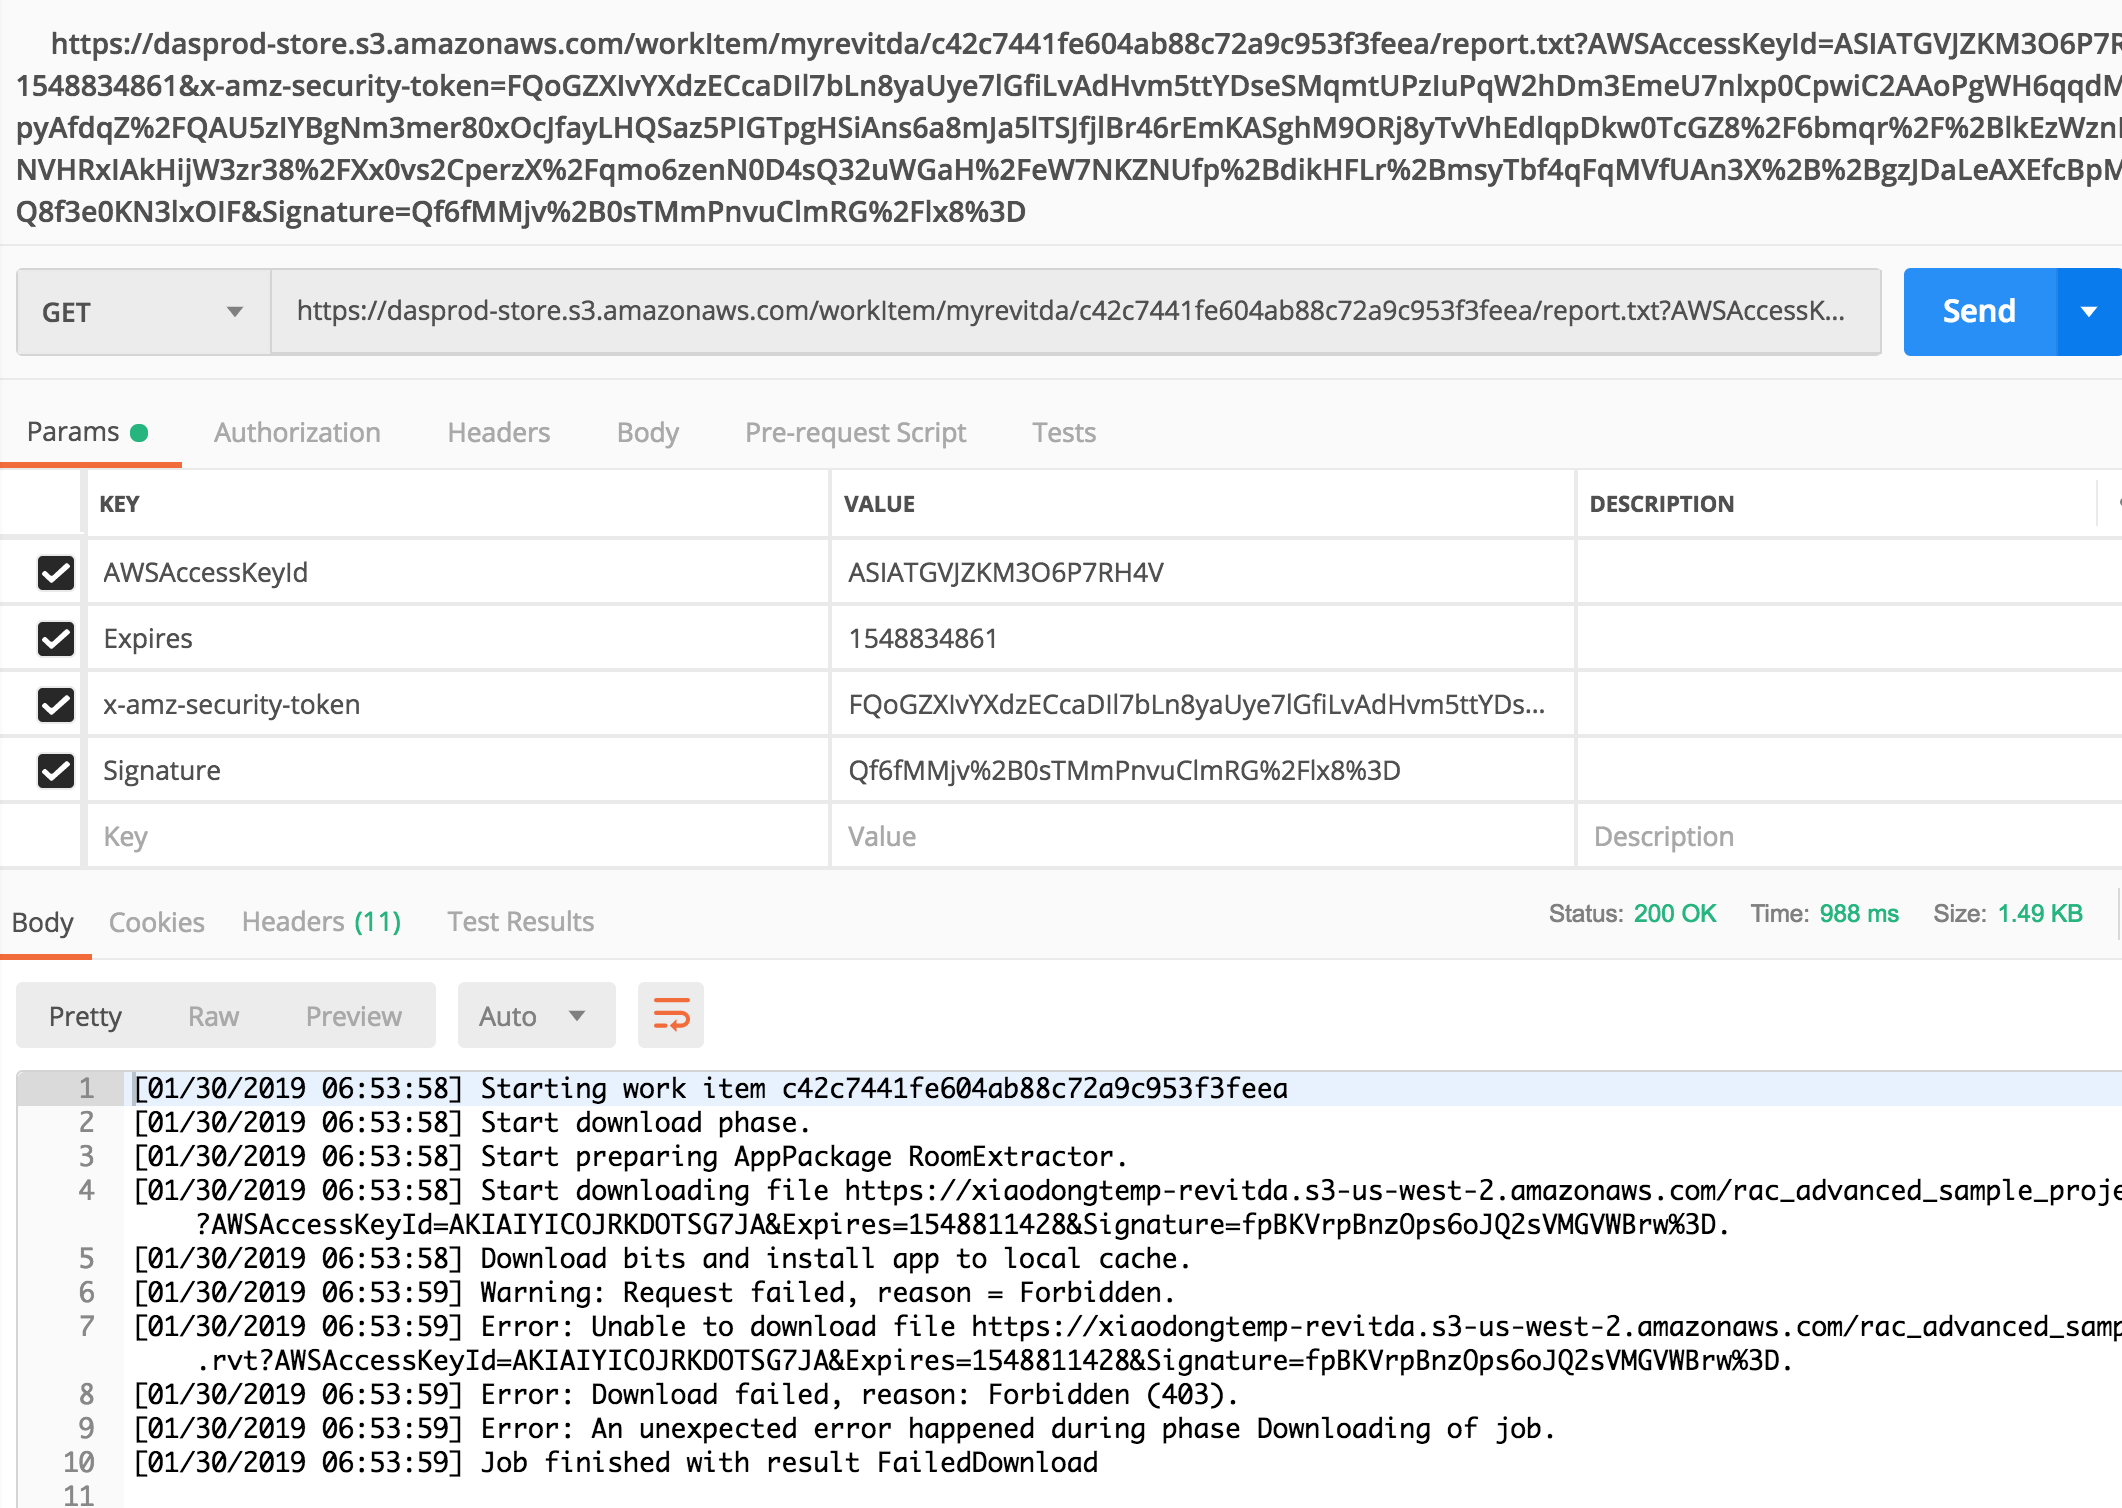 https://dasprod-store.s3.amazonaws.com/workItem/myrevitda/c42c7441fe604ab88c72a9c953f3feea/report.txt?AWSAccessKeyId=ASIATGVJZKM3O6P7R
1548834861&x-amz-security-token=FQoGZXIvYXdzECcaDIl7bLn8yaUye7lGfiLvAdHvm5ttYDseSMqmtUPzIuPqW2hDm3EmeU7nlxp0CpwiC2AAoPgWH6qqdM
pyAfdqZ%2FQAU5zIYBgNm3mer80xOcJfayLHQSaz5PIGTpgHSiAns6a8mJa5lTSJfjlBr46rEmKASghM9ORj8yTvVhEdlqpDkw0TcGZ8%2F6bmqr%2F%2BlkEzWznI
NVHRxIAkHijW3zr38%2FXx0vs2CperzX%2Fqmo6zenN0D4sQ32uWGaH%2FeW7NKZNUfp%2BdikHFLr%2BmsyTbf4qFqMVfUAn3X%2B%2BgzJDaLeAXEfcBpM
Q8f3e0KN3lxOIF&Signature=Qf6fMMjv%2B0sTMmPnvuClmRG%2Flx8%3D
GET https://dasprod-store.s3.amazonaws.com/workItem/myrevitda/c42c7441fe604ab88c72a9c953f3feea/report.txt?AWSAccessK... Send
Params Authorization Headers Body Pre-request Script Tests
KEY VALUE DESCRIPTION
AWSAccessKeyId ASIATGVJZKM3O6P7RH4V
Expires 1548834861
x-amz-security-token FQoGZXIvYXdzECcaDIl7bLn8yaUye7lGfiLvAdHvm5ttYDs...
Signature Qf6fMMjv%2B0sTMmPnvuClmRG%2Flx8%3D
Key Value Description
Body Cookies Headers (11) Test Results Status: 200 OK Time: 988 ms Size: 1.49 KB
Pretty Raw Preview Auto
1 [01/30/2019 06:53:58] Starting work item c42c7441fe604ab88c72a9c953f3feea
2 [01/30/2019 06:53:58] Start download phase.
3 [01/30/2019 06:53:58] Start preparing AppPackage RoomExtractor.
4 [01/30/2019 06:53:58] Start downloading file https://xiaodongtemp-revitda.s3-us-west-2.amazonaws.com/rac_advanced_sample_proje
?AWSAccessKeyId=AKIAIYICOJRKDOTSG7JA&Expires=1548811428&Signature=fpBKVrpBnzOps6oJQ2sVMGVWBrw%3D.
5 [01/30/2019 06:53:58] Download bits and install app to local cache.
6 [01/30/2019 06:53:59] Warning: Request failed, reason = Forbidden.
7 [01/30/2019 06:53:59] Error: Unable to download file https://xiaodongtemp-revitda.s3-us-west-2.amazonaws.com/rac_advanced_samp
.rvt?AWSAccessKeyId=AKIAIYICOJRKDOTSG7JA&Expires=1548811428&Signature=fpBKVrpBnzOps6oJQ2sVMGVWBrw%3D.
8 [01/30/2019 06:53:59] Error: Download failed, reason: Forbidden (403).
9 [01/30/2019 06:53:59] Error: An unexpected error happened during phase Downloading of job.
10 [01/30/2019 06:53:59] Job finished with result FailedDownload
11